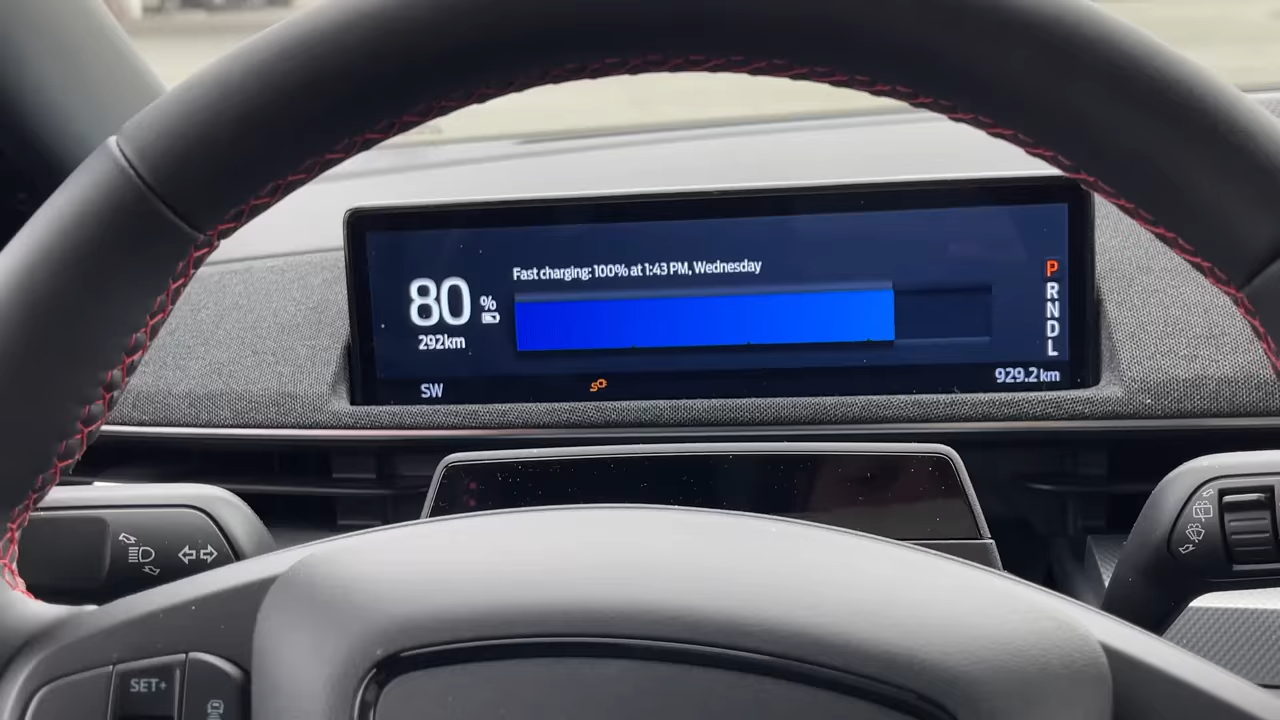 Fast charging: 100% at 1:43 PM, Wednesday
80 %
292km
P
R
N
D
L
SW
929.2 km
SET+